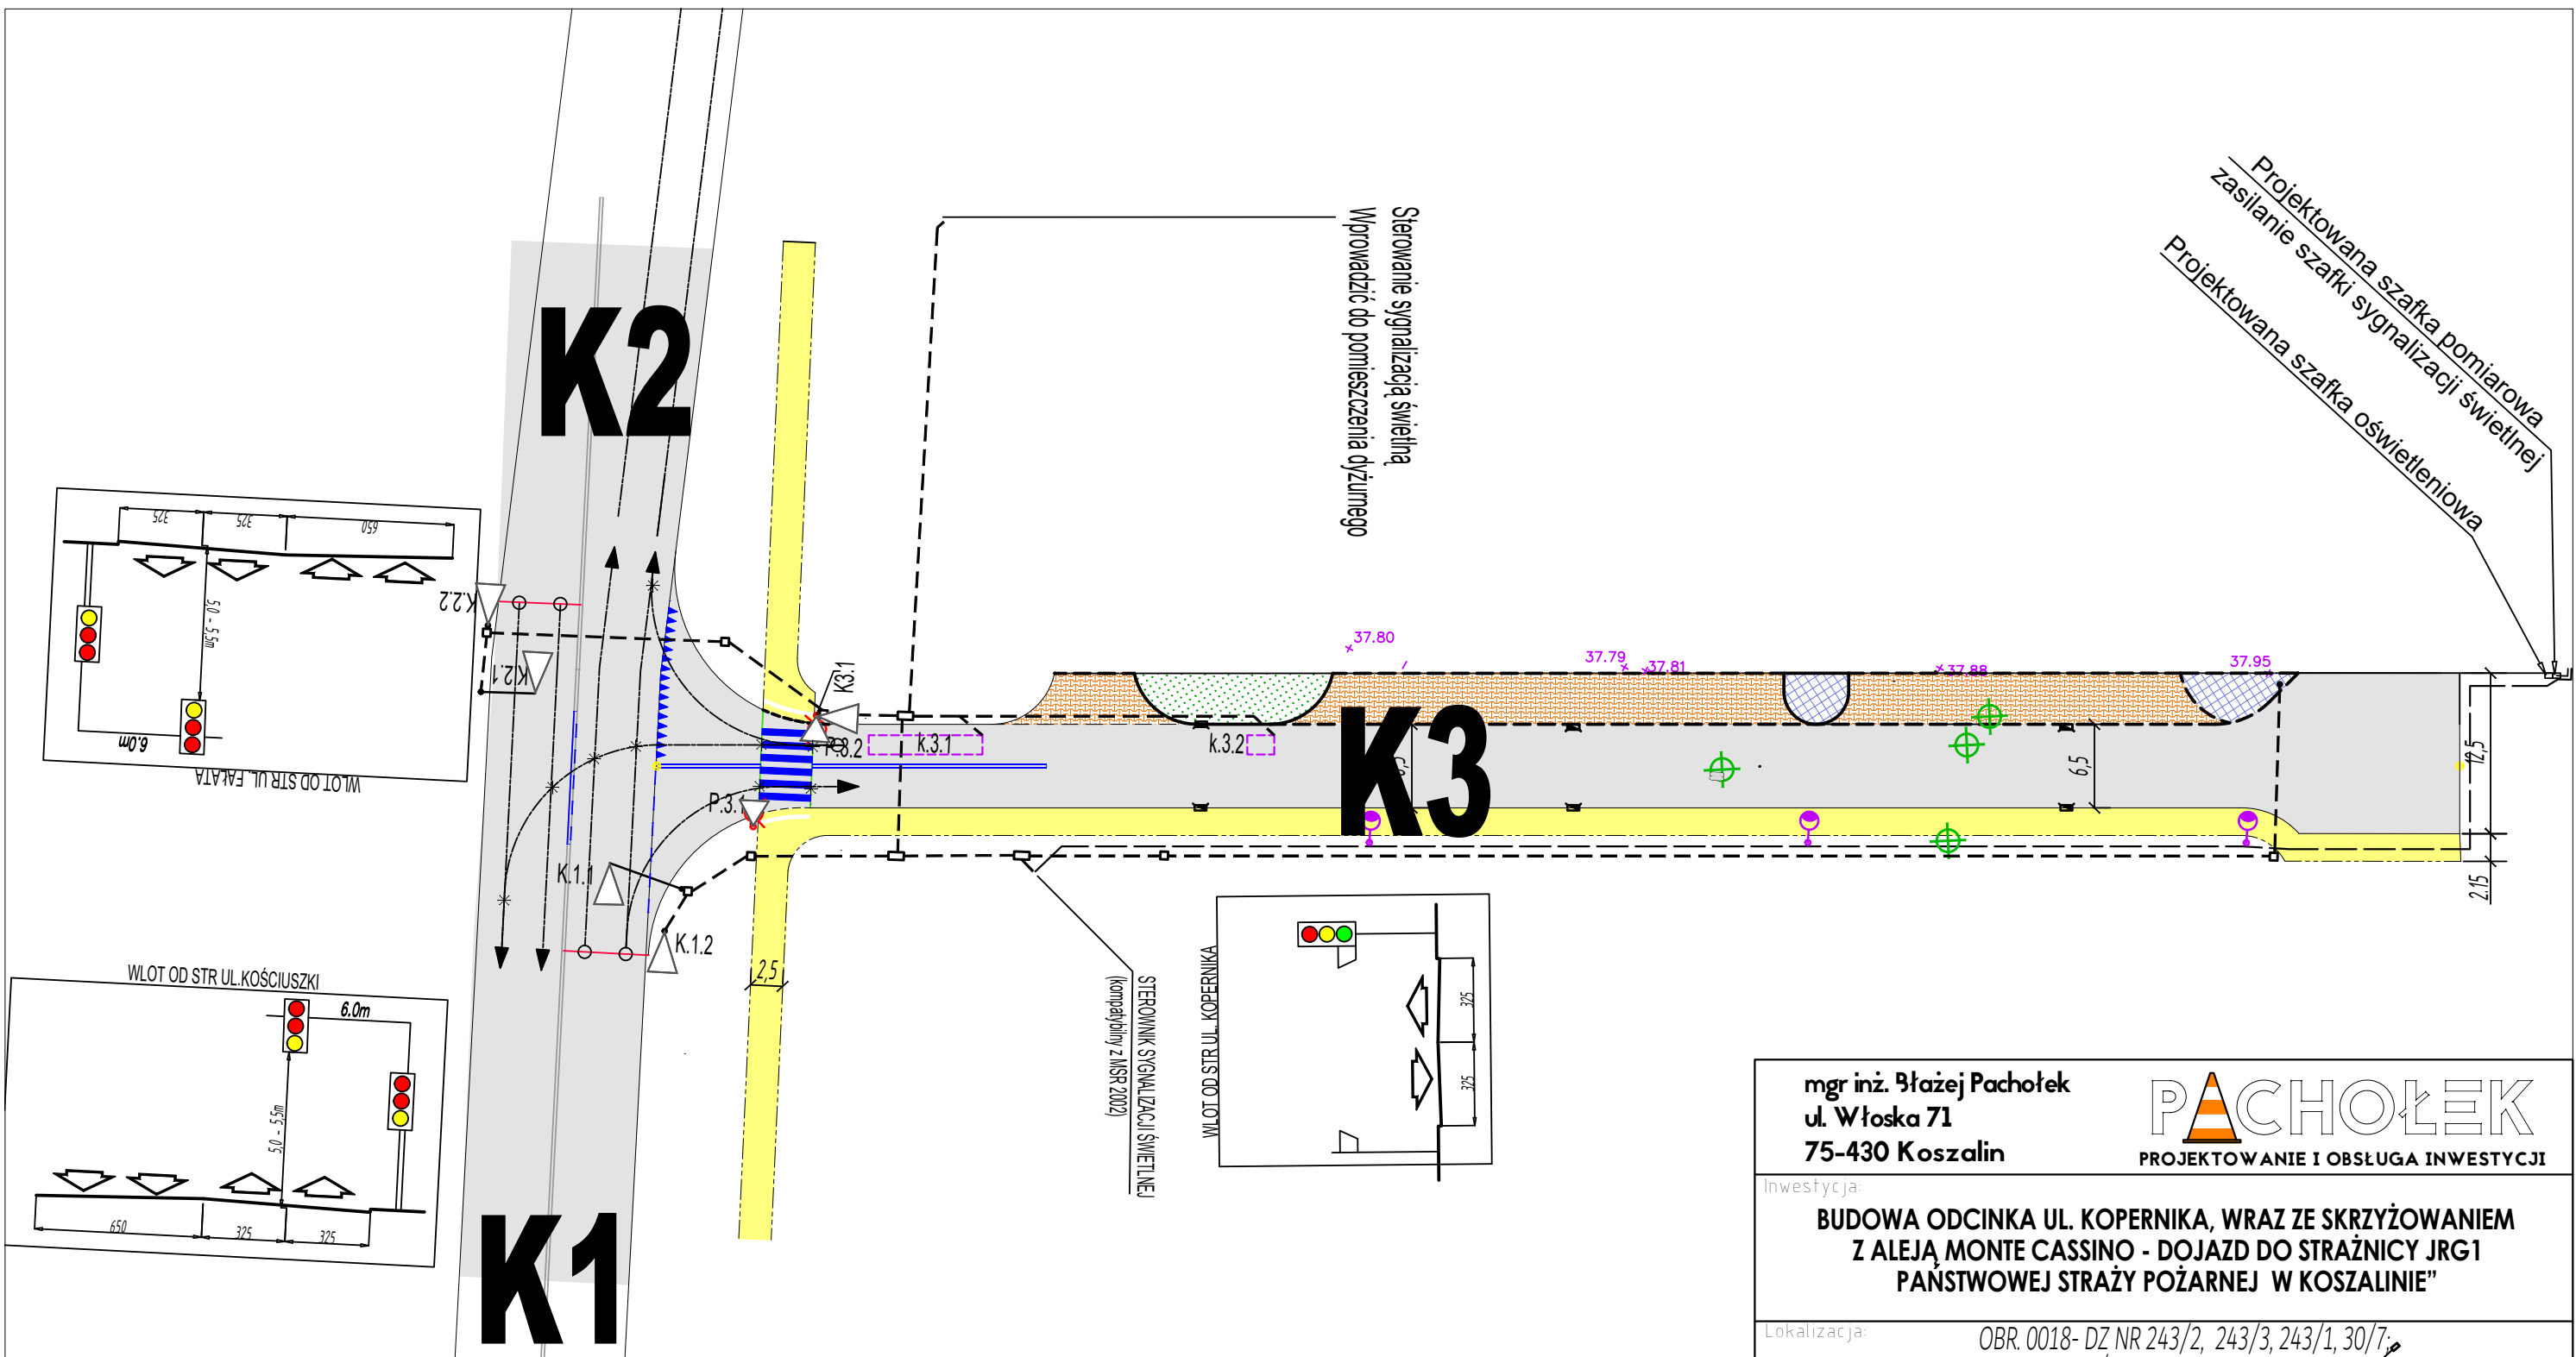 K2
Sterowanie sygnalizacją świetlną
Wprowadzić do pomieszczenia dyżurnego
Projektowana szafka pomiarowa
zasilanie szafki sygnalizacji świetlnej
Projektowana szafka oświetleniowa
325
325
650
5,0 - 5,5m
6.0m
WLOT OD STR UL. FAŁATA
K.2.2
K.2.1
K3.1
P.3.2
k.3.1
k.3.2
37.80
37.79
37.81
37.88
37.95
K3
6,5
12,5
2.15
P.3.1
K.1.1
K.1.2
2,5
WLOT OD STR UL.KOŚCIUSZKI
6.0m
5,0 - 5,5m
650
325
325
K1
STEROWNIK SYGNALIZACJI ŚWIETLNEJ
(kompatybilny z MSR 2002)
WLOT OD STR UL. KOPERNIKA
325
325
mgr inż. Błażej Pachołek
ul. Włoska 71
75-430 Koszalin
PACHOŁEK
PROJEKTOWANIE I OBSŁUGA INWESTYCJI
Inwestycja:
BUDOWA ODCINKA UL. KOPERNIKA, WRAZ ZE SKRZYŻOWANIEM
Z ALEJĄ MONTE CASSINO - DOJAZD DO STRAŻNICY JRG1
PAŃSTWOWEJ STRAŻY POŻARNEJ W KOSZALINIE”
Lokalizacja:
OBR. 0018- DZ NR 243/2, 243/3, 243/1, 30/7;